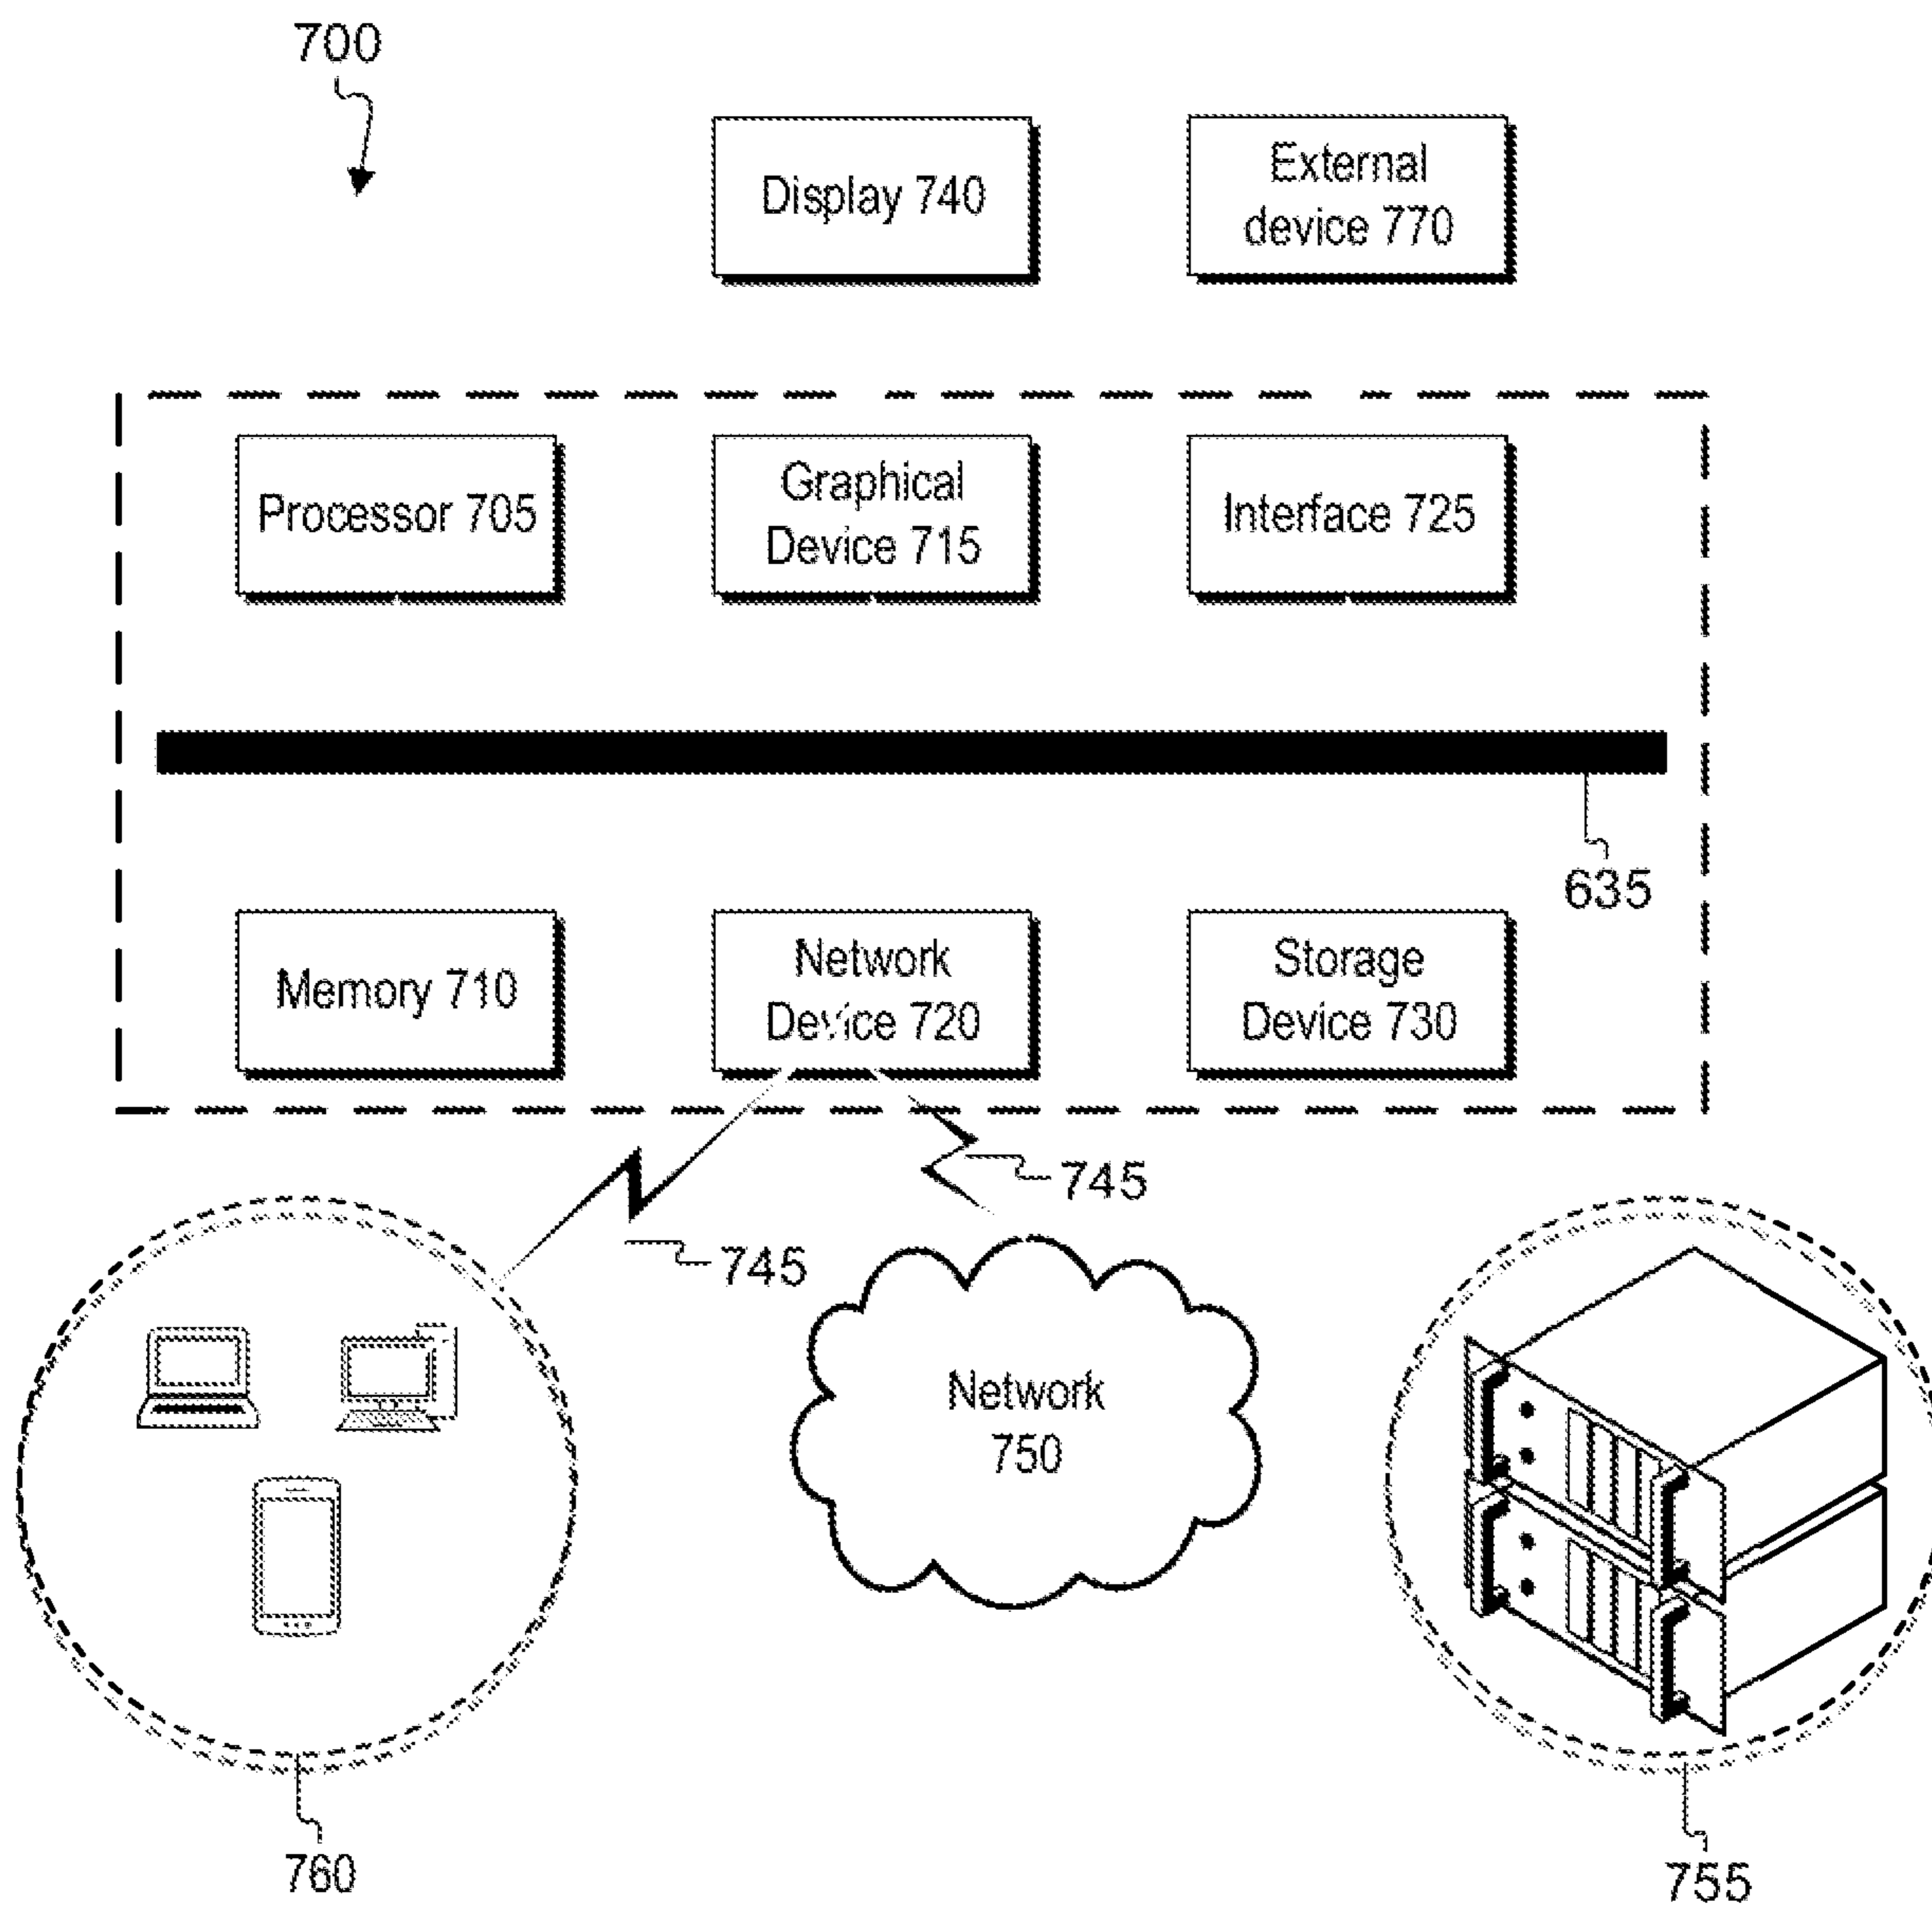 700
Display 740
External
device 770
Processor 705
Graphical
Device 715
Interface 725
635
Memory 710
Network
Device 720
Storage
Device 730
745
745
Network
750
760
755